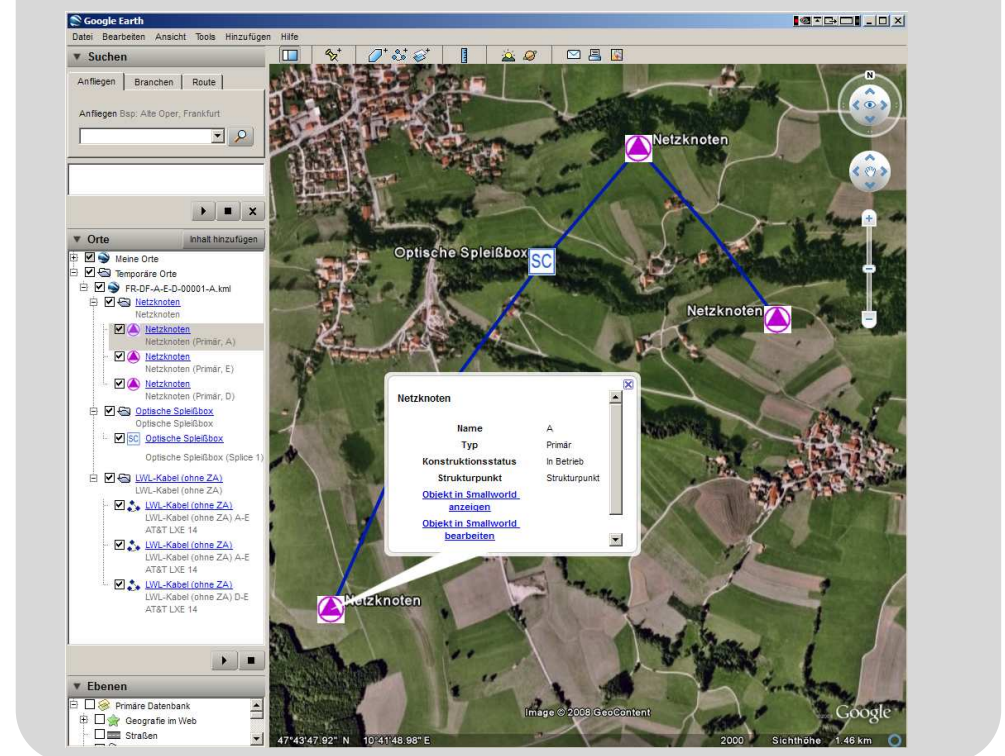 Google Earth
Datei Bearbeiten Ansicht Tools Hinzufügen Hilfe
Suchen
Anfliegen Branchen Route
Anfliegen Bsp: Alte Oper, Frankfurt
Orte
Inhalt hinzufügen
Meine Orte
Temporäre Orte
FR-DF-A-E-D-00001-A.kml
Netzknoten
Netzknoten
Netzknoten
Netzknoten (Primär, A)
Netzknoten
Netzknoten (Primär, E)
Netzknoten
Netzknoten (Primär, D)
Optische Spleißbox
Optische Spleißbox
SC Optische Spleißbox
Optische Spleißbox (Splice 1)
LWL-Kabel (ohne ZA)
LWL-Kabel (ohne ZA)
LWL-Kabel (ohne ZA)
LWL-Kabel (ohne ZA) A-E
AT&T LXE 14
LWL-Kabel (ohne ZA)
LWL-Kabel (ohne ZA) A-E
AT&T LXE 14
LWL-Kabel (ohne ZA)
LWL-Kabel (ohne ZA) D-E
AT&T LXE 14
Ebenen
Primäre Datenbank
Geografie im Web
Straßen
N
Netzknoten
Optische Spleißbox
SC
Netzknoten
Netzknoten
Name A
Typ Primär
Konstruktionsstatus In Betrieb
Strukturpunkt Strukturpunkt
Objekt in Smallworld
anzeigen
Objekt in Smallworld
bearbeiten
Netzknoten
Image © 2008 GeoContent
Google
47°43'47.92" N 10°41'48.98" E
2000 Sichthöhe 1.46 km